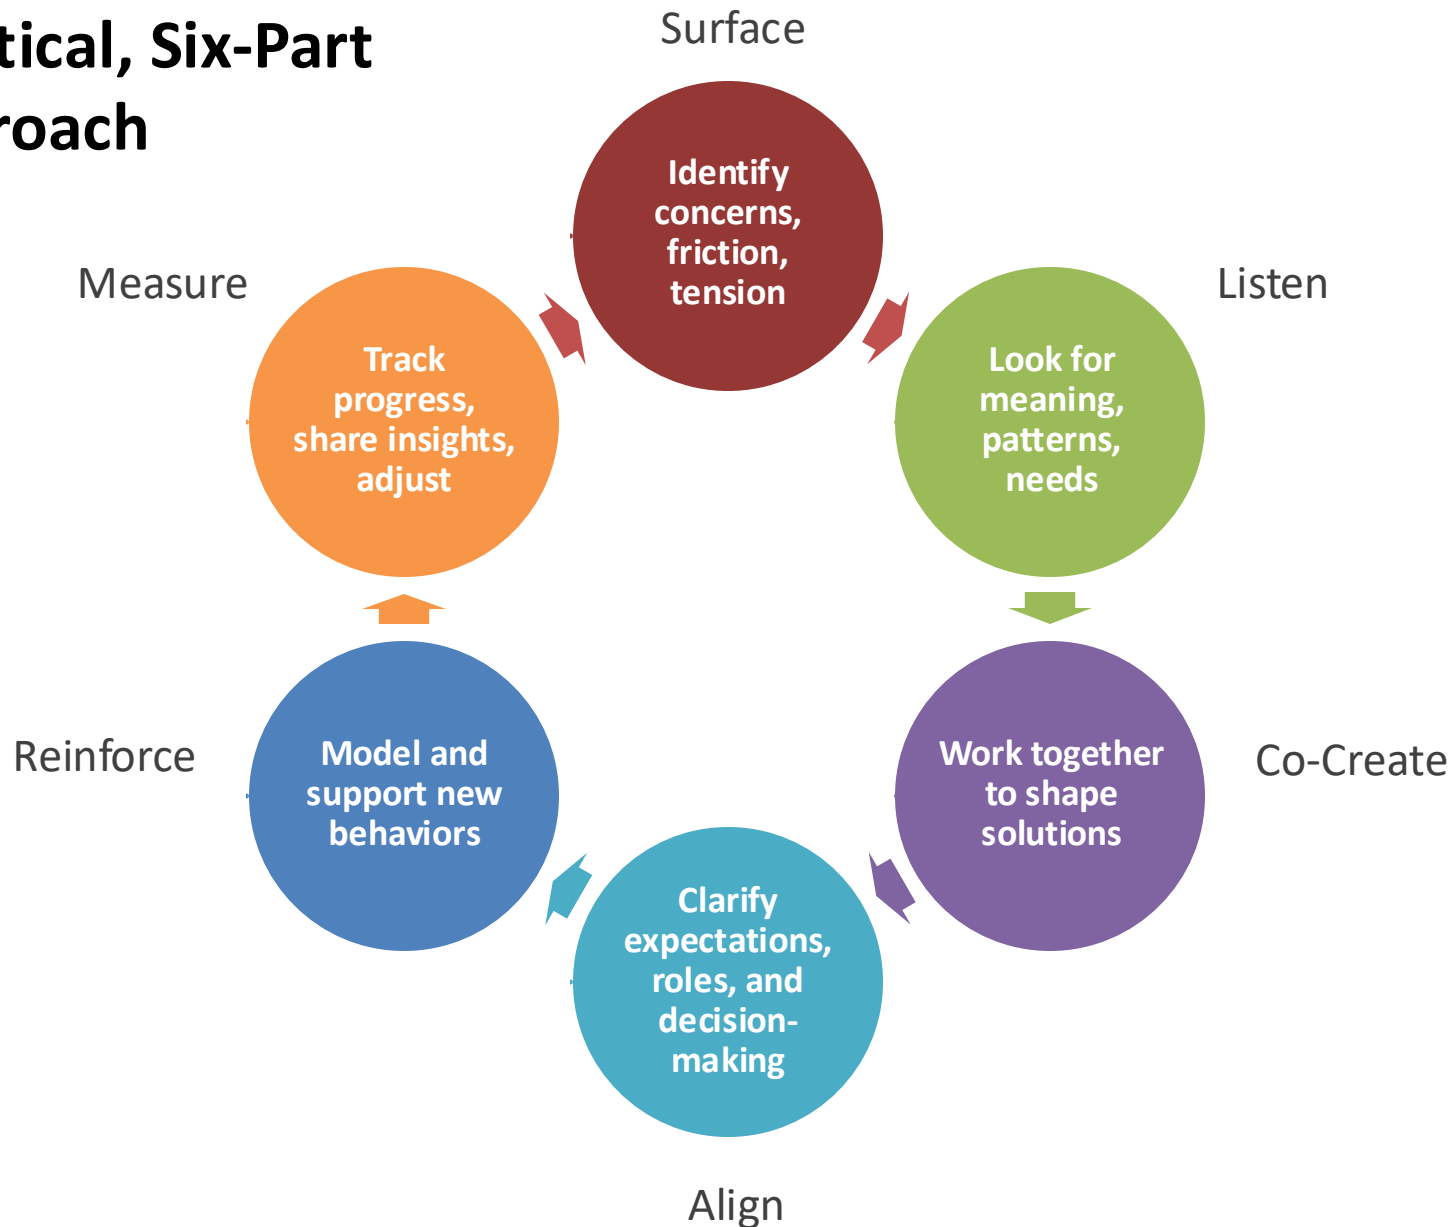 tical, Six-Part
roach
Surface
Identify
concerns,
friction,
tension
Listen
Look for
meaning,
patterns,
needs
Co-Create
Work together
to shape
solutions
Align
Clarify
expectations,
roles, and
decision-
making
Reinforce
Model and
support new
behaviors
Measure
Track
progress,
share insights,
adjust